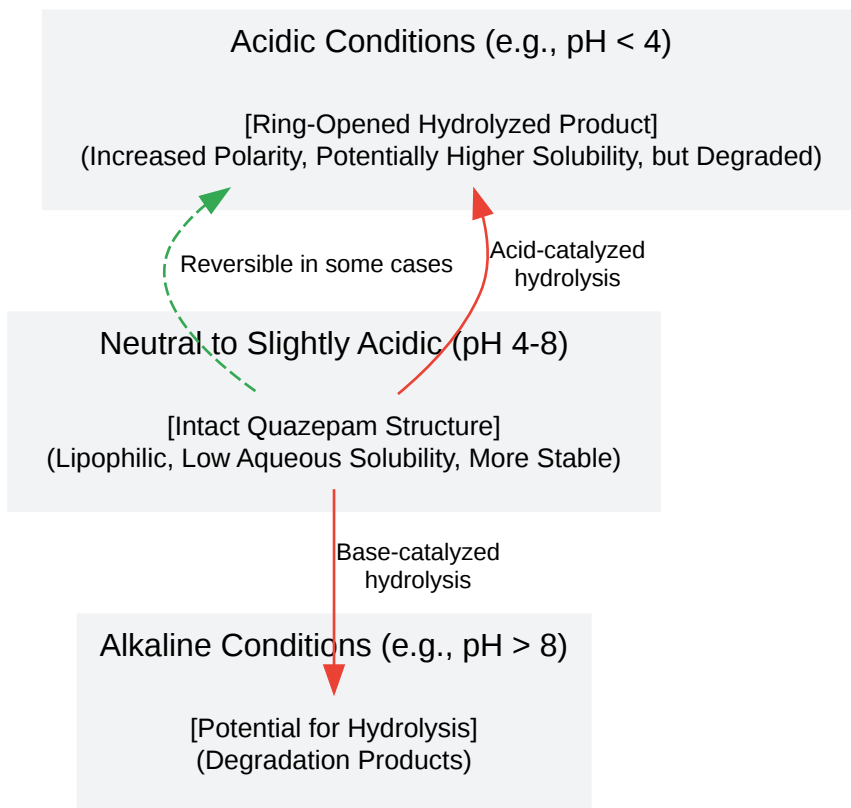 Acidic Conditions (e.g., pH < 4)
[Ring-Opened Hydrolyzed Product]
(Increased Polarity, Potentially Higher Solubility, but Degraded)
Reversible in some cases
Acid-catalyzed
hydrolysis
Neutral to Slightly Acidic (pH 4-8)
[Intact Quazepam Structure]
(Lipophilic, Low Aqueous Solubility, More Stable)
Base-catalyzed
hydrolysis
Alkaline Conditions (e.g., pH > 8)
[Potential for Hydrolysis]
(Degradation Products)